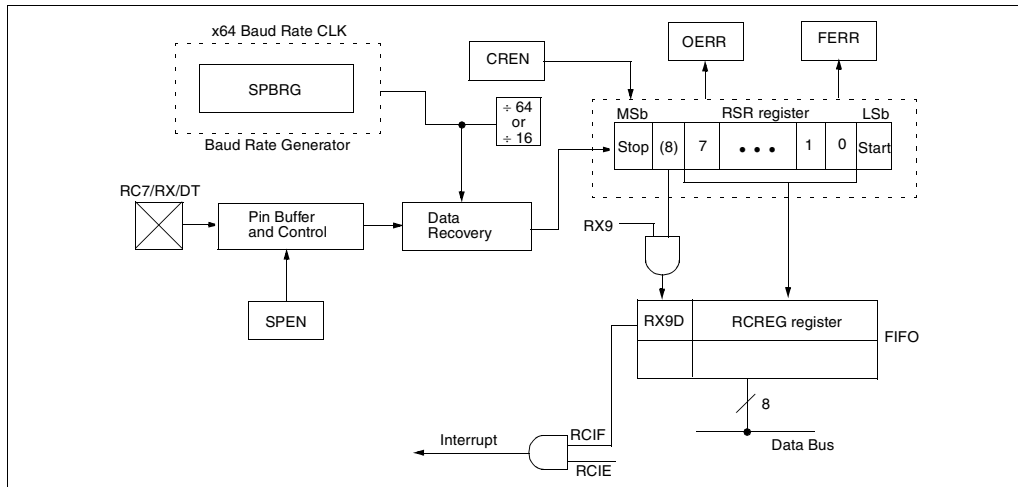 x64 Baud Rate CLK
SPBRG
Baud Rate Generator
CREN
OERR
FERR
÷ 64
or
÷ 16
MSb RSR register LSb
Stop (8) 7 • • • 1 0 Start
RC7/RX/DT
Pin Buffer
and Control
Data
Recovery
RX9
SPEN
RX9D RCREG register
FIFO
8
Data Bus
Interrupt
RCIF
RCIE